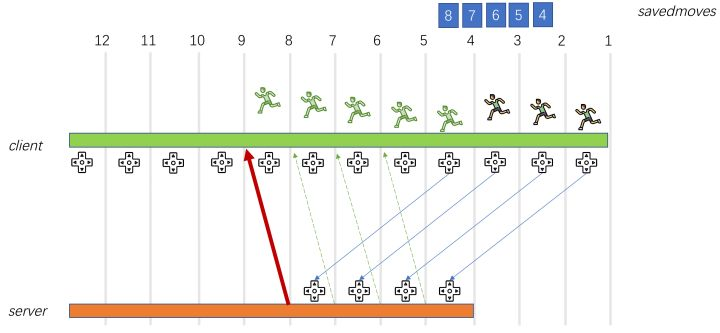 8 7 6 5 4 savedmoves
12 11 10 9 8 7 6 5 4 3 2 1
client
server